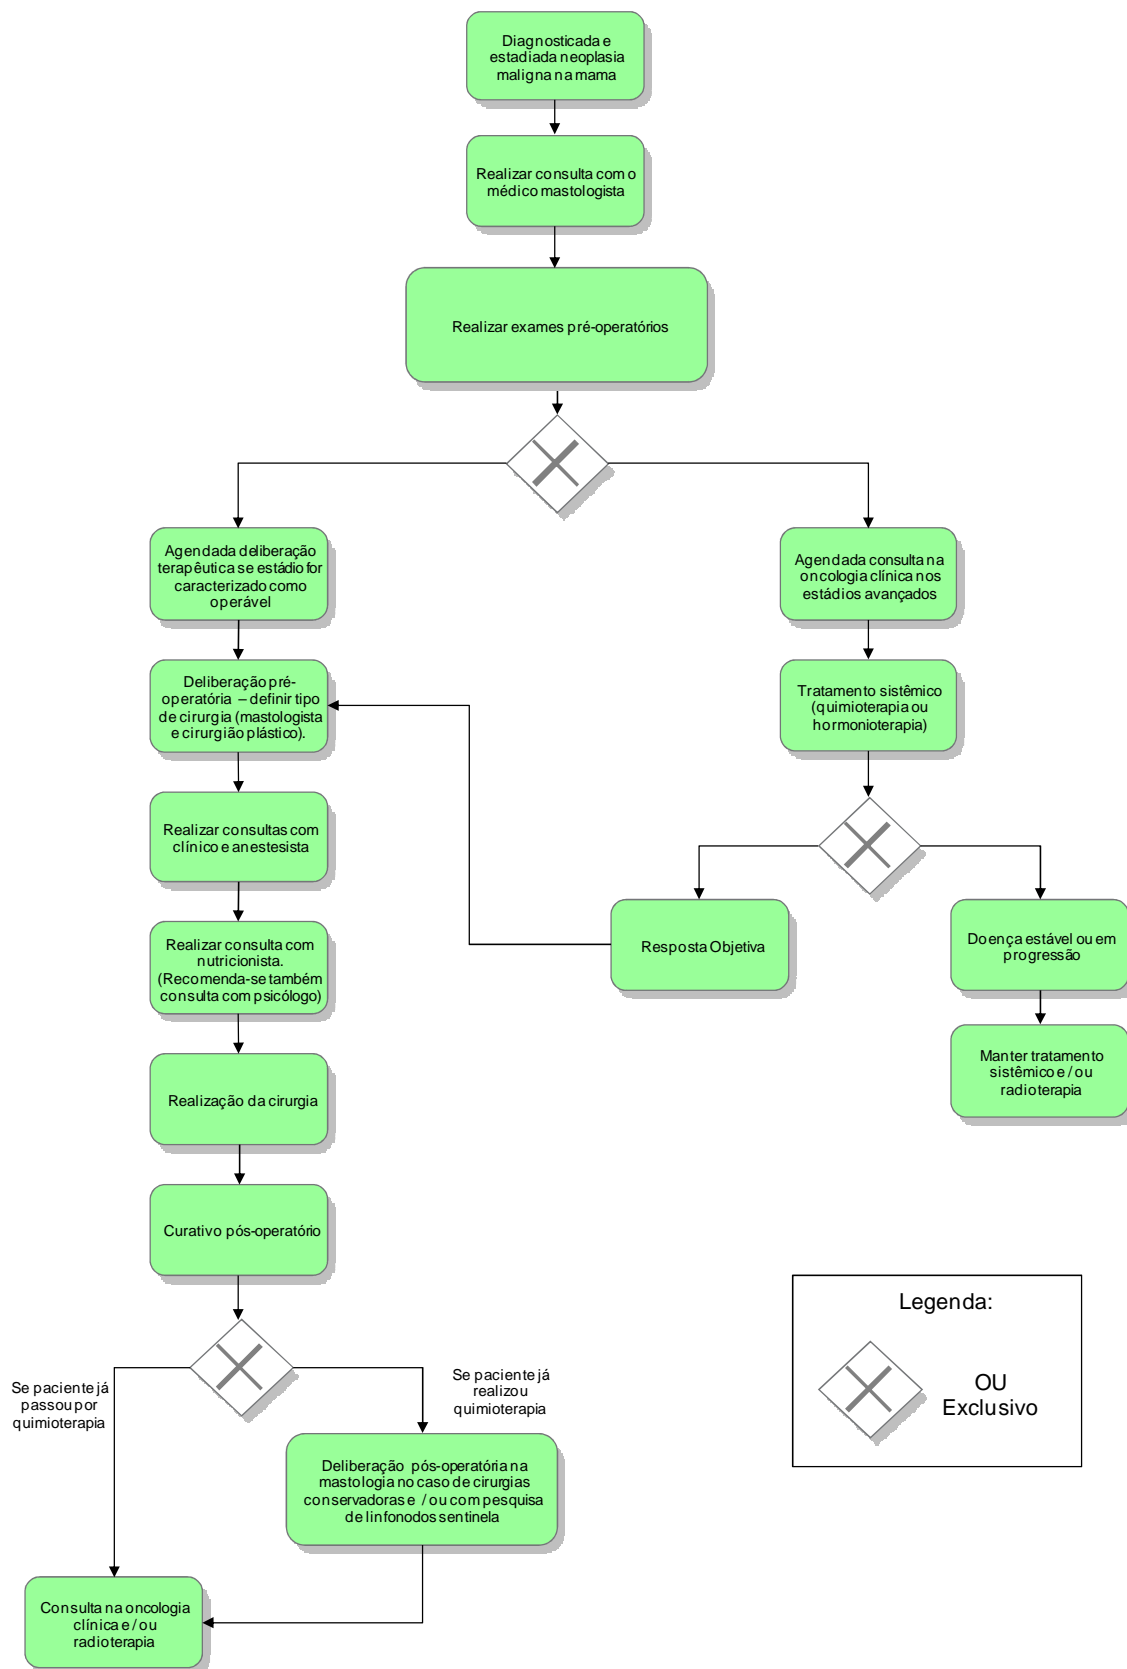 Diagnosticada e
estadiada neoplasia
maligna na mama
Realizar consulta com o
médico mastologista
Realizar exames pré-operatórios
Agendada deliberação
terapêutica se estádio for
caracterizado como
operável
Agendada consulta na
oncologia clínica nos
estádios avançados
Deliberação pré-
operatória – definir tipo
de cirurgia (mastologista
e cirurgião plástico).
Tratamento sistêmico
(quimioterapia ou
hormonioterapia)
Realizar consultas com
clínico e anestesista
Resposta Objetiva
Doença estável ou em
progressão
Realizar consulta com
nutricionista.
(Recomenda-se também
consulta com psicólogo)
Manter tratamento
sistêmico e / ou
radioterapia
Realização da cirurgia
Curativo pós-operatório
Legenda:
OU
Exclusivo
Se paciente já
passou por
quimioterapia
Se paciente já
realizou
quimioterapia
Deliberação pós-operatória na
mastologia no caso de cirurgias
conservadoras e / ou com pesquisa
de linfonodos sentinela
Consulta na oncologia
clínica e / ou
radioterapia